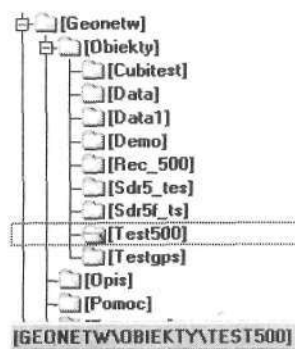 [Geonetw]
[Obiekty]
[Cubitest]
[Data]
[Data1]
[Demo]
[Rec_500]
[Sdr5_tes]
[Sdr5f_ts]
[Test500]
[Testgps]
[Opis]
[Pomoc]
[GEONETW\OBIEKTY\TEST500]